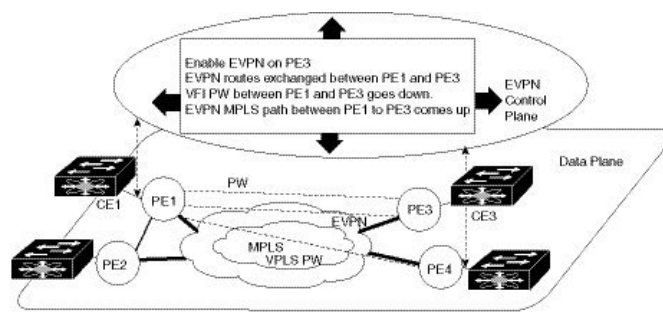 Enable EVPN on PE3
EVPN routes exchanged between PE1 and PE3
VFI PW between PE1 and PE3 goes down.
EVPN MPLS path between PE1 to PE3 comes up
EVPN
Control
Plane
Data Plane
PW
CE1
PE1
PE3
CE3
EVPN
MPLS
VPLS PW
PE2
PE4